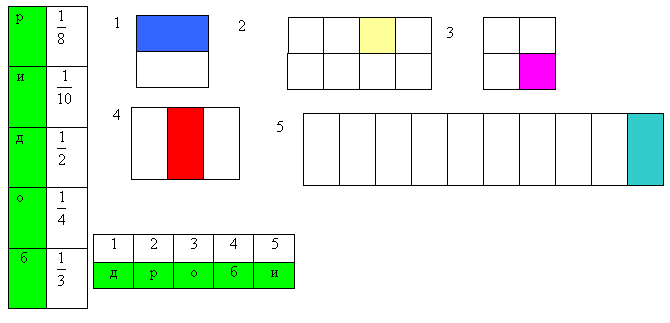 р 1/8
и 1/10
д 1/2
о 1/4
б 1/3
1 2 3
4 5
1 2 3 4 5
д р о б и